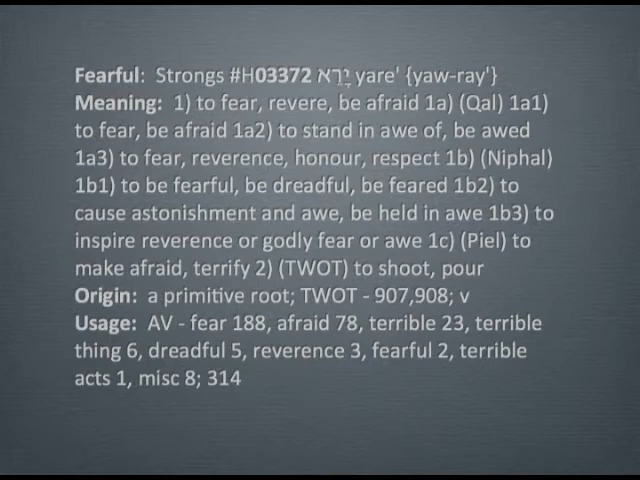 Fearful:  Strongs #H03372 יָרֵא yare' {yaw-ray'}
Meaning:  1) to fear, revere, be afraid 1a) (Qal) 1a1)
to fear, be afraid 1a2) to stand in awe of, be awed
1a3) to fear, reverence, honour, respect 1b) (Niphal)
1b1) to be fearful, be dreadful, be feared 1b2) to
cause astonishment and awe, be held in awe 1b3) to
inspire reverence or godly fear or awe 1c) (Piel) to
make afraid, terrify 2) (TWOT) to shoot, pour
Origin:  a primitive root; TWOT - 907,908; v
Usage:  AV - fear 188, afraid 78, terrible 23, terrible
thing 6, dreadful 5, reverence 3, fearful 2, terrible
acts 1, misc 8; 314